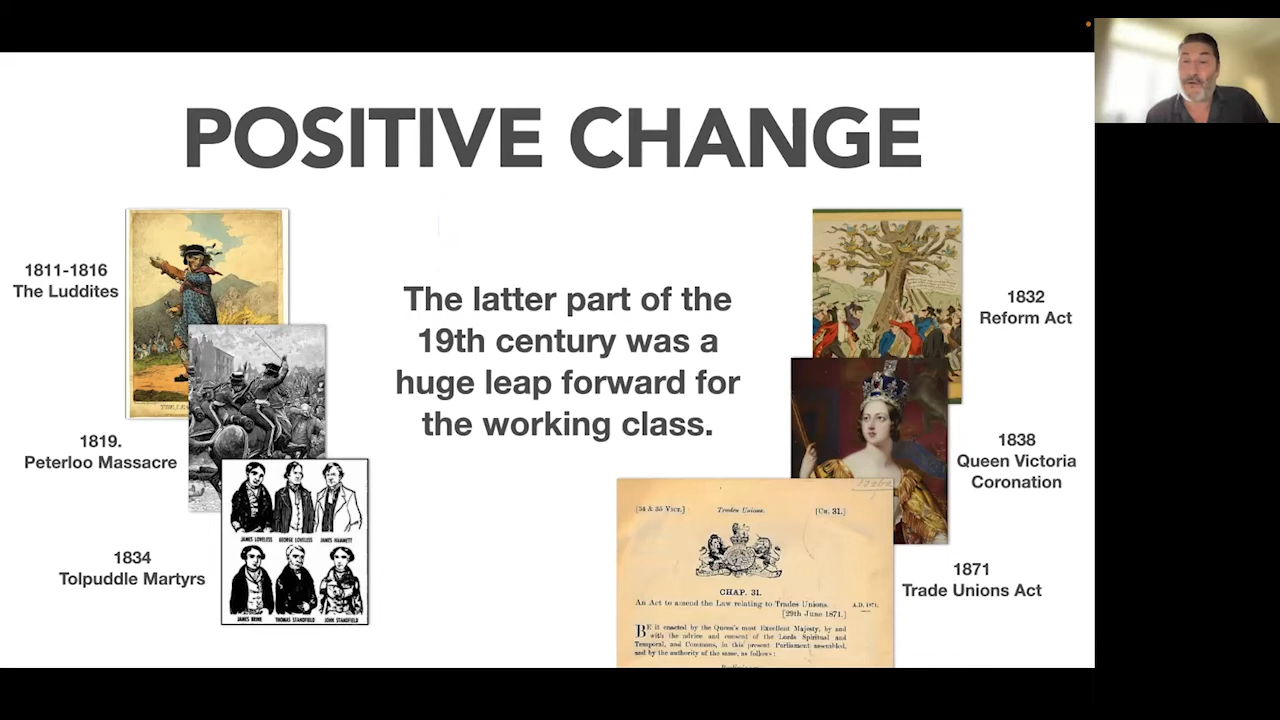 POSITIVE CHANGE
1811-1816
The Luddites
1819.
Peterloo Massacre
1834
Tolpuddle Martyrs
JAMES LOVELESS GEORGE LOVELESS JAMES HAMMETT
JAMES BRINE THOMAS STANDFIELD JOHN STANDFIELD
The latter part of the
19th century was a
huge leap forward for
the working class.
1832
Reform Act
1838
Queen Victoria
Coronation
1871
Trade Unions Act
[34 & 35 VICT.] Trades Unions. [CH. 31.]
CHAP. 31.
An Act to amend the Law relating to Trades Unions. A.D. 1871.
[29th June 1871.]
BE it enacted by the Queen's most Excellent Majesty, by and
with the advice and consent of the Lords Spiritual and
Temporal, and Commons, in this present Parliament assembled,
and by the authority of the same, as follows: